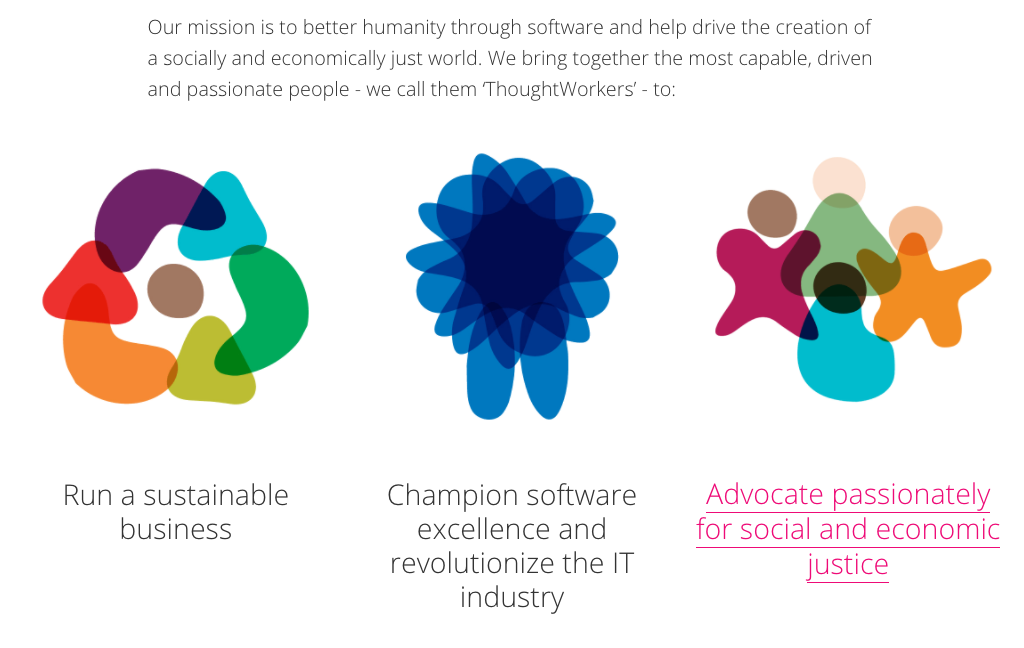 Our mission is to better humanity through software and help drive the creation of
a socially and economically just world. We bring together the most capable, driven
and passionate people - we call them ‘ThoughtWorkers’ - to:
Run a sustainable
business
Champion software
excellence and
revolutionize the IT
industry
Advocate passionately
for social and economic
justice